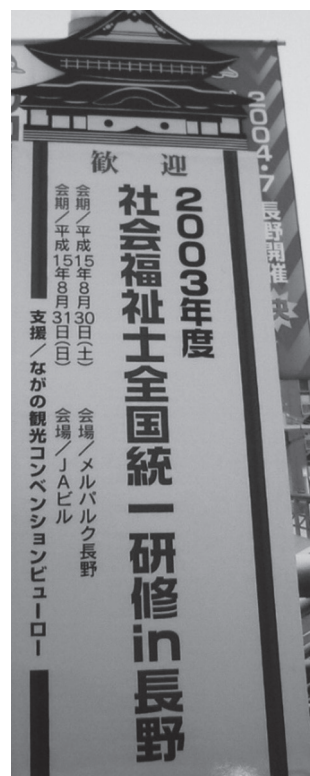 歓迎
2003年度
社会福祉士全国統一研修in長野
会期／平成15年8月30日(土) 会場／メルパルク長野
会期／平成15年8月31日(日) 会場／JAビル
支援／ながの観光コンベンションビューロー
2004・7 長野開催